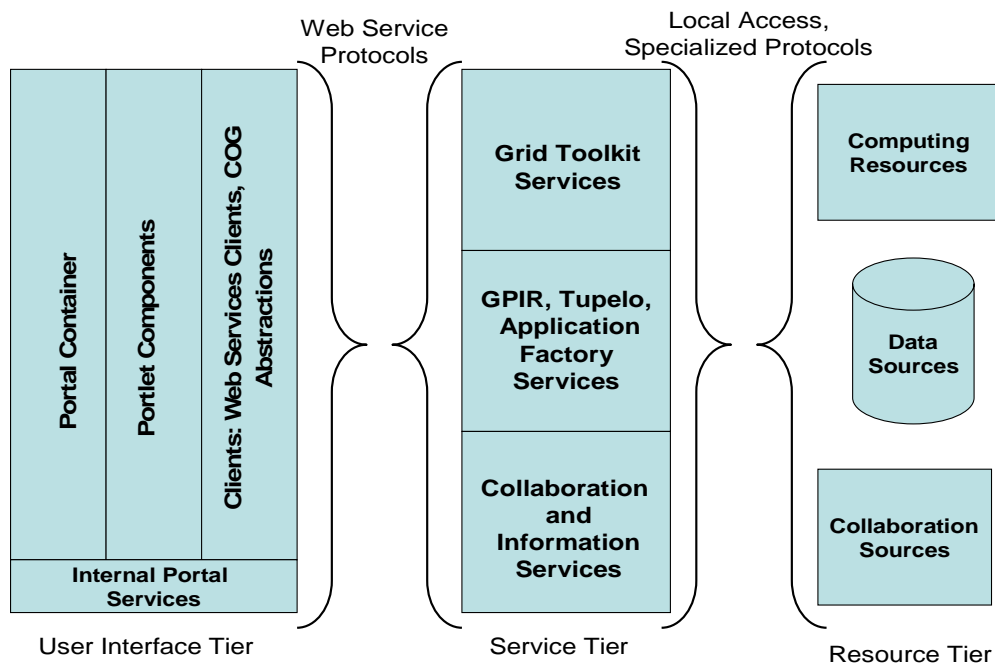 Web Service
Protocols
Local Access,
Specialized Protocols
Portal Container
Portlet Components
Clients: Web Services Clients, COG
Abstractions
Internal Portal
Services
Grid Toolkit
Services
GPIR, Tupelo,
Application
Factory
Services
Collaboration
and
Information
Services
Computing
Resources
Data
Sources
Collaboration
Sources
User Interface Tier
Service Tier
Resource Tier